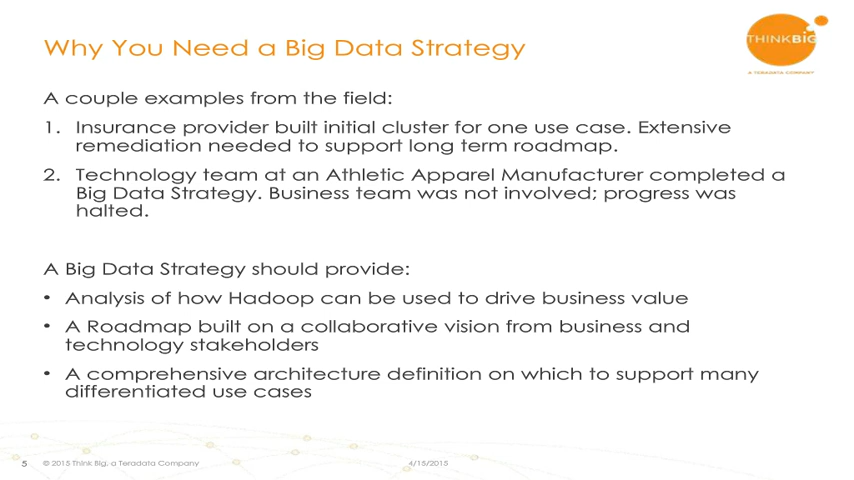 Why You Need a Big Data Strategy
THINKBIG
A TERADATA COMPANY
A couple examples from the field:
1. Insurance provider built initial cluster for one use case. Extensive
remediation needed to support long term roadmap.
2. Technology team at an Athletic Apparel Manufacturer completed a
Big Data Strategy. Business team was not involved; progress was
halted.
A Big Data Strategy should provide:
• Analysis of how Hadoop can be used to drive business value
• A Roadmap built on a collaborative vision from business and
technology stakeholders
• A comprehensive architecture definition on which to support many
differentiated use cases
5 © 2015 Think Big, a Teradata Company 4/15/2015